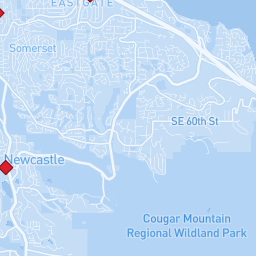 EASTGATE
Somerset
SE 60th St
Newcastle
Cougar Mountain
Regional Wildland Park